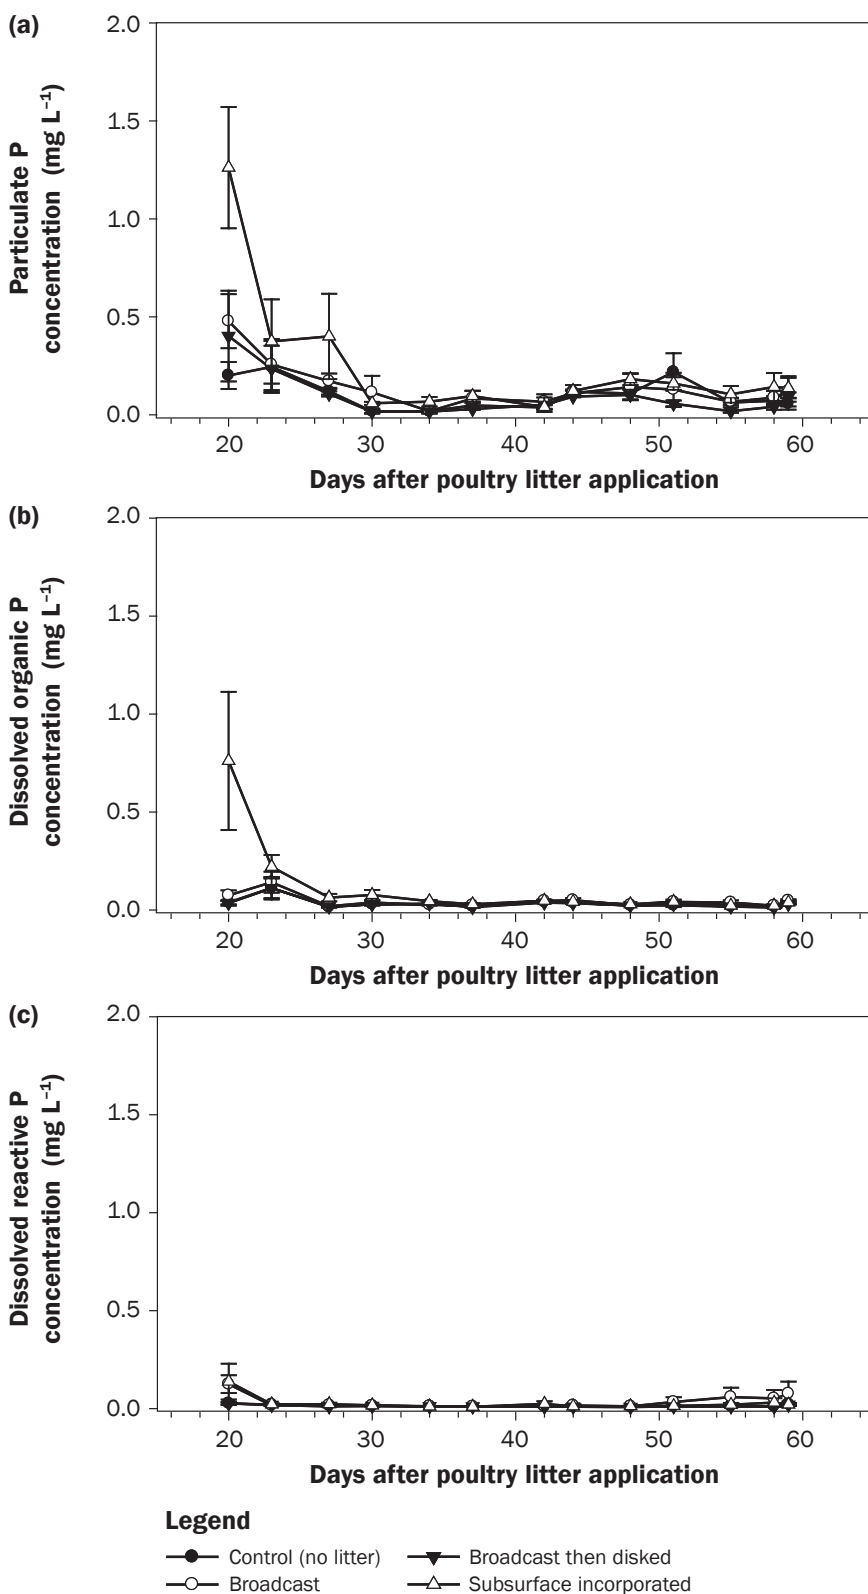 (a)
Particulate P
concentration (mg L⁻¹)
2.0
1.5
1.0
0.5
0.0
20 30 40 50 60
Days after poultry litter application
(b)
Dissolved organic P
concentration (mg L⁻¹)
2.0
1.5
1.0
0.5
0.0
20 30 40 50 60
Days after poultry litter application
(c)
Dissolved reactive P
concentration (mg L⁻¹)
2.0
1.5
1.0
0.5
0.0
20 30 40 50 60
Days after poultry litter application
Legend
Control (no litter) Broadcast then disked
Broadcast Subsurface incorporated